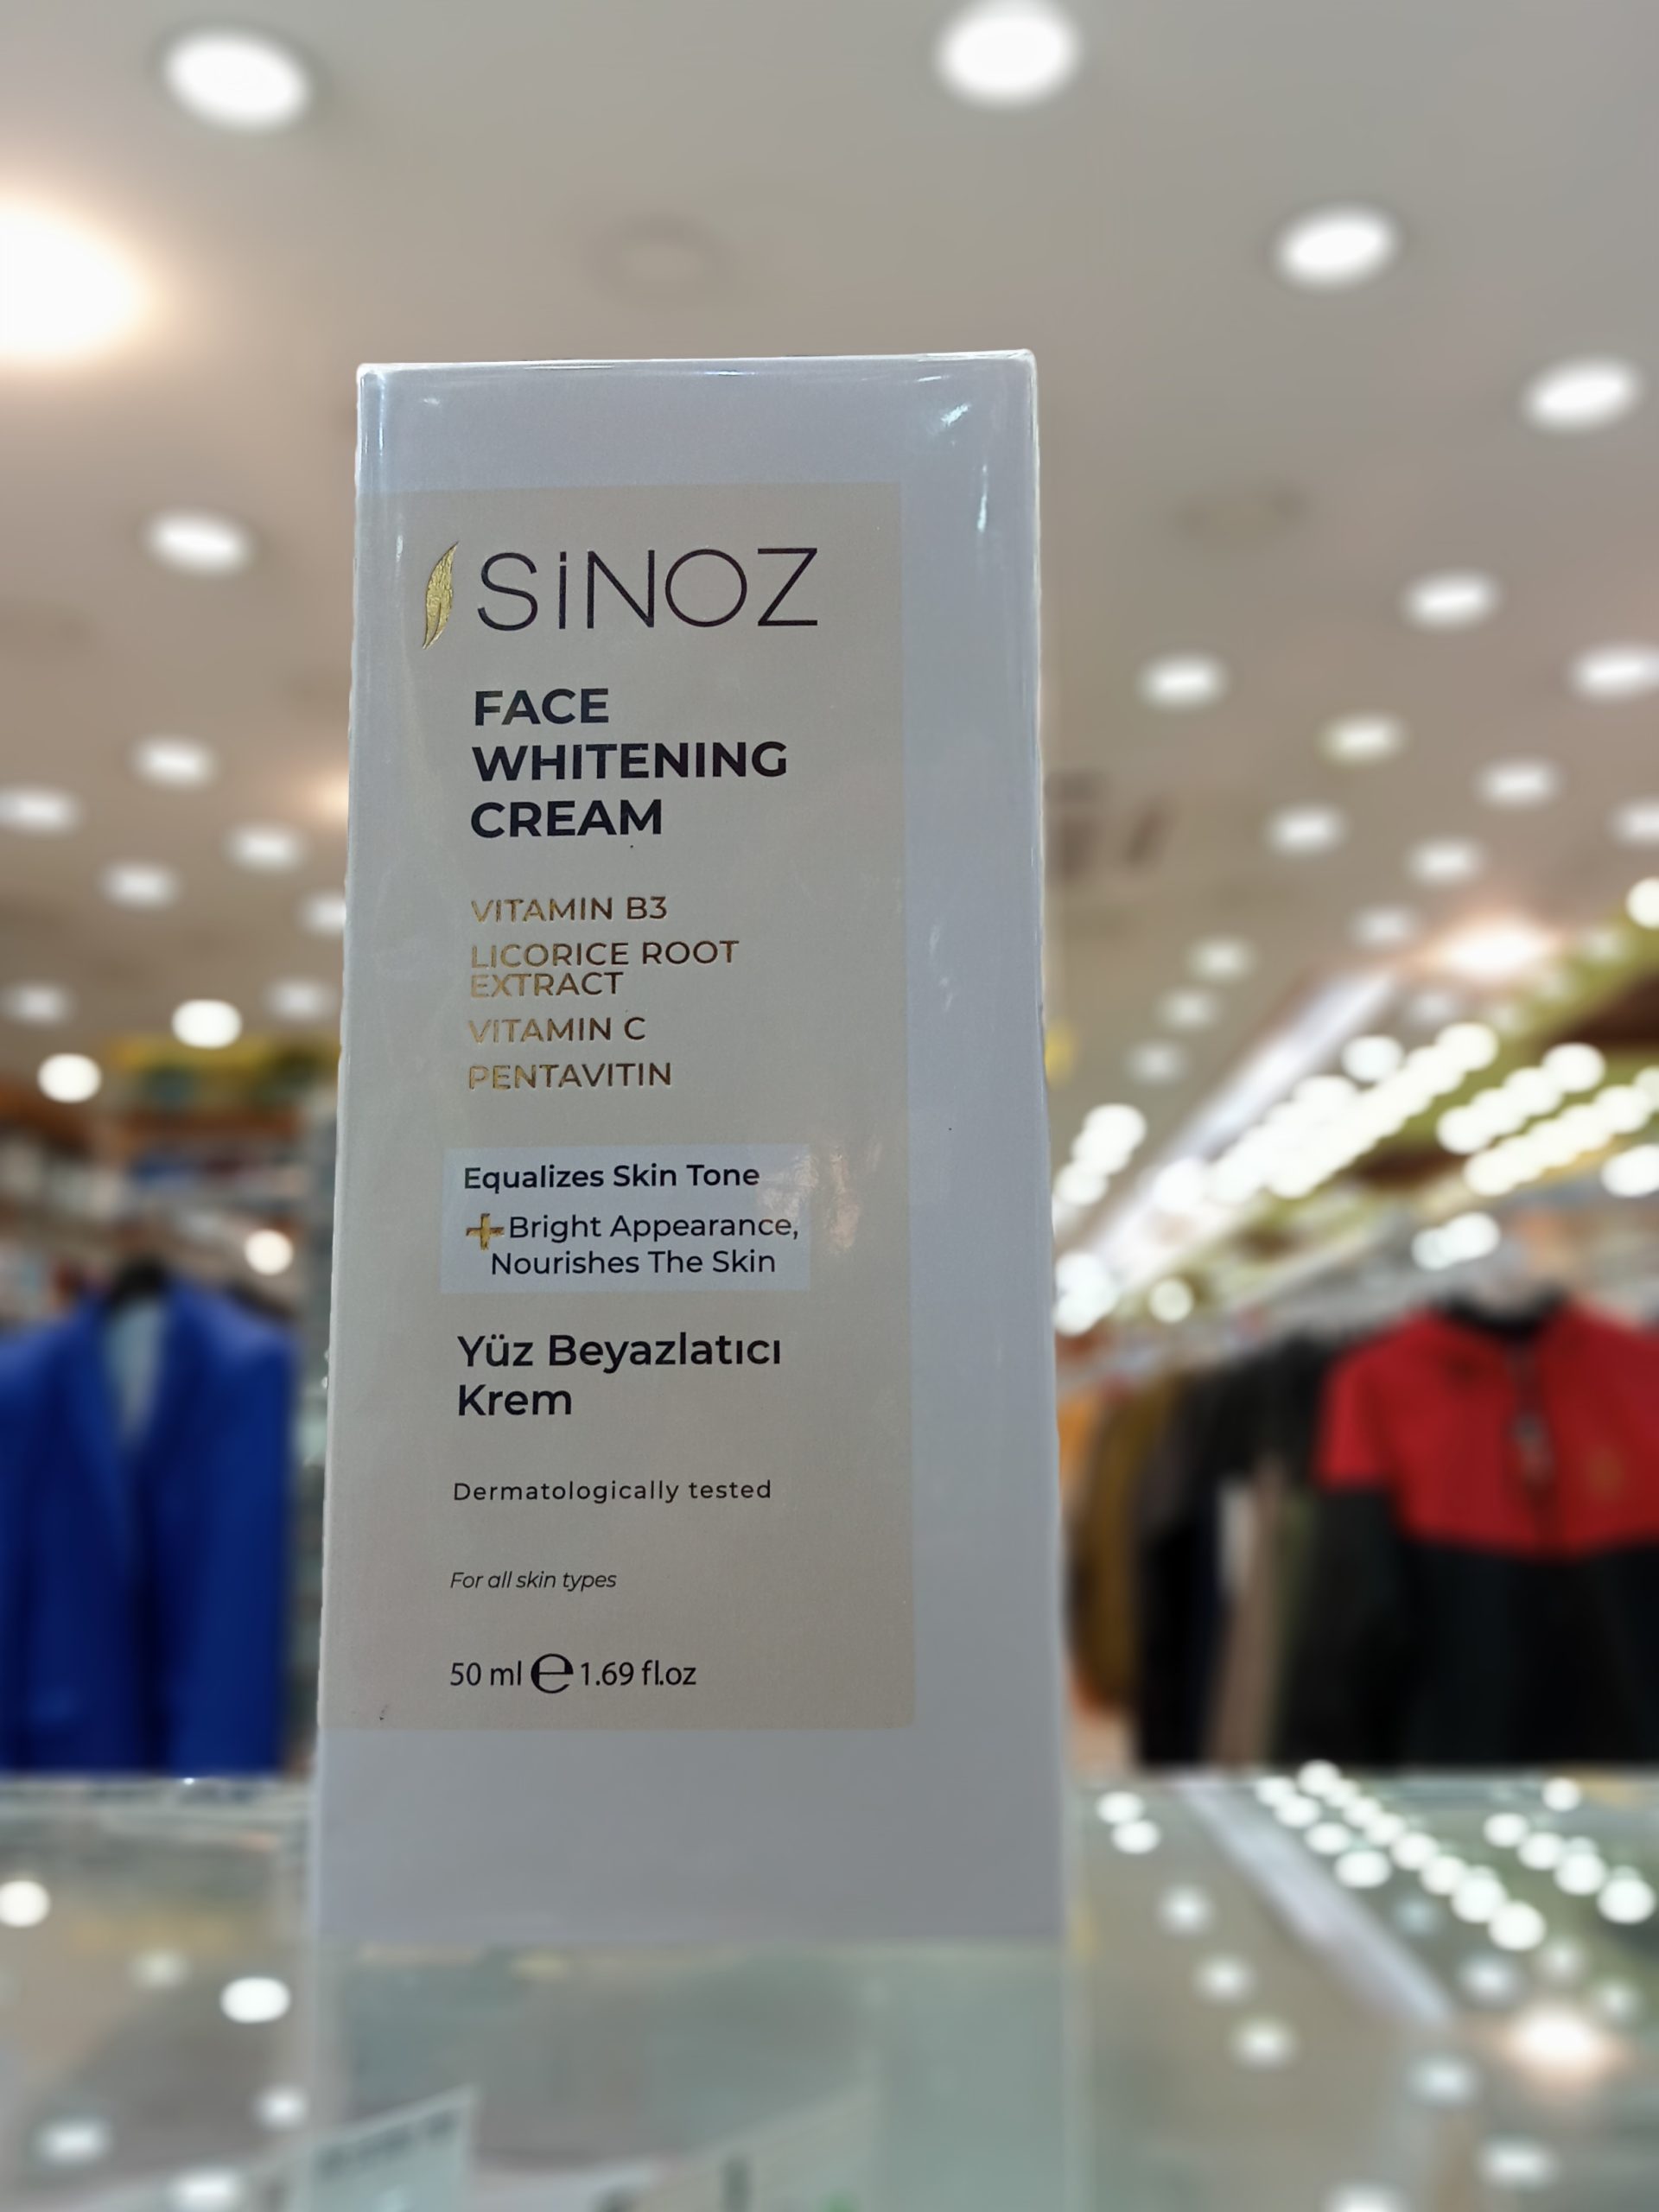 SiNOZ
FACE
WHITENING
CREAM
VITAMIN B3
LICORICE ROOT
EXTRACT
VITAMIN C
PENTAVITIN
Equalizes Skin Tone
+Bright Appearance,
Nourishes The Skin
Yüz Beyazlatıcı
Krem
Dermatologically tested
For all skin types
50 ml e 1.69 fl.oz